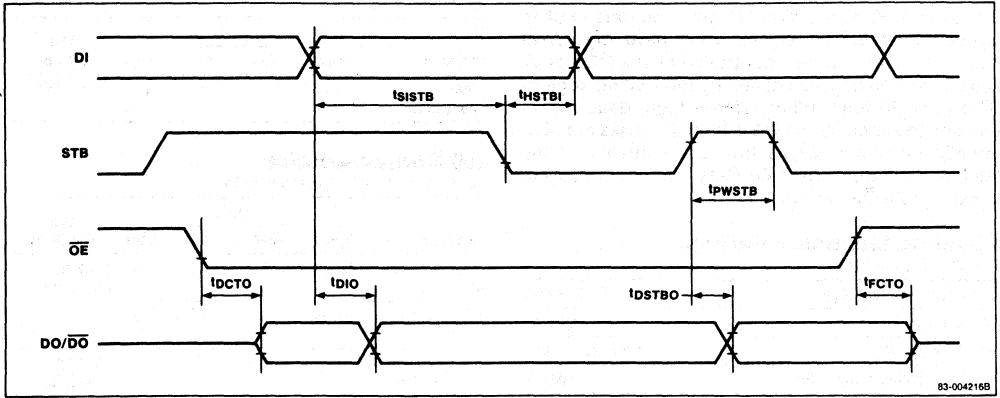 DI
tSISTB
tHSTBI
STB
tPWSTB
OE
tDCTO
tDIO
tDSTBO
tFCTO
DO/DO
83-004216B